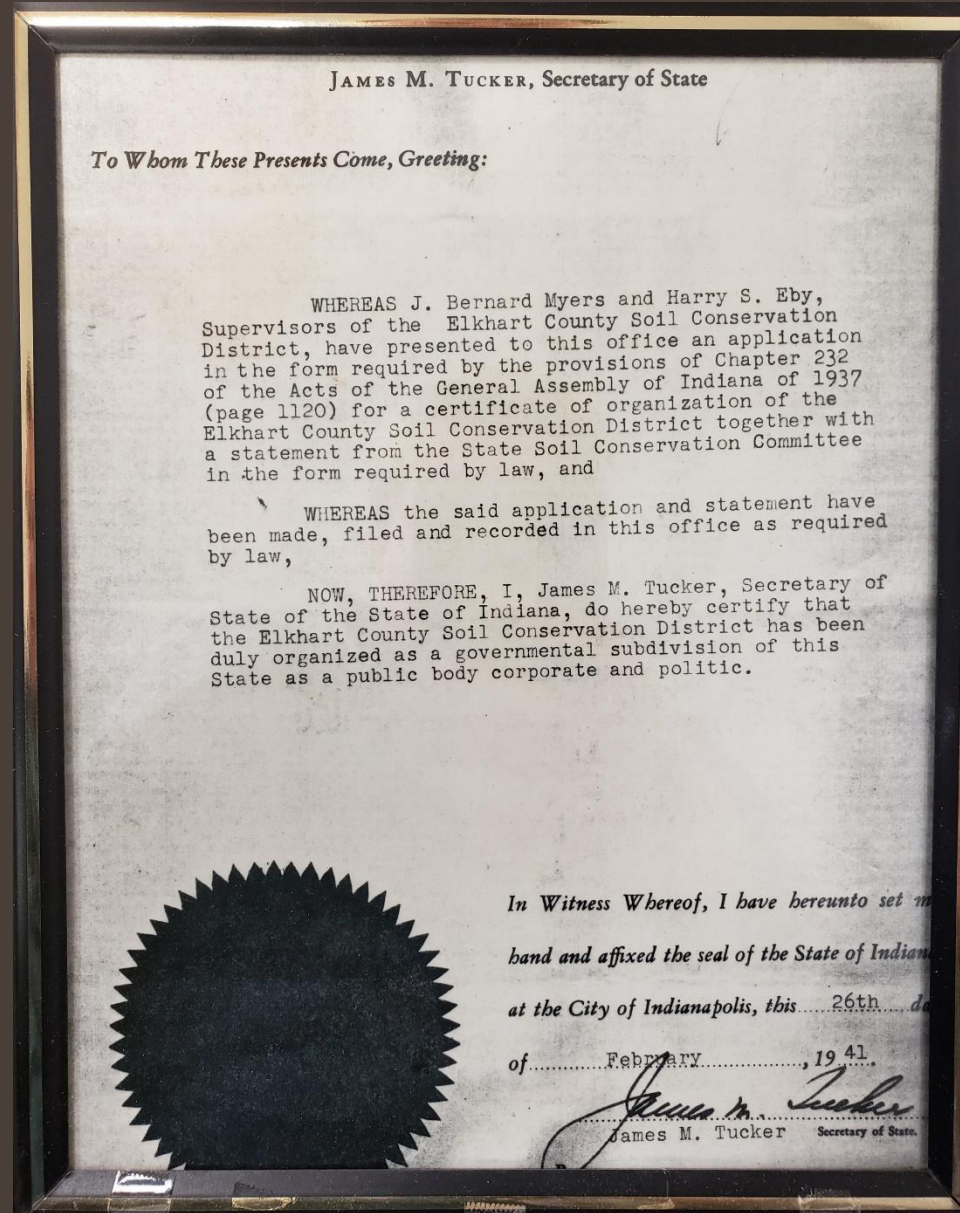 JAMES M. TUCKER, Secretary of State
To Whom These Presents Come, Greeting:
WHEREAS J. Bernard Myers and Harry S. Eby,
Supervisors of the Elkhart County Soil Conservation
District, have presented to this office an application
in the form required by the provisions of Chapter 232
of the Acts of the General Assembly of Indiana of 1937
(page 1120) for a certificate of organization of the
Elkhart County Soil Conservation District together with
a statement from the State Soil Conservation Committee
in the form required by law, and
WHEREAS the said application and statement have
been made, filed and recorded in this office as required
by law,
NOW, THEREFORE, I, James M. Tucker, Secretary of
State of the State of Indiana, do hereby certify that
the Elkhart County Soil Conservation District has been
duly organized as a governmental subdivision of this
State as a public body corporate and politic.
In Witness Whereof, I have hereunto set m
hand and affixed the seal of the State of Indian
at the City of Indianapolis, this 26th da
of February, 19 41.
James M. Tucker
James M. Tucker Secretary of State.